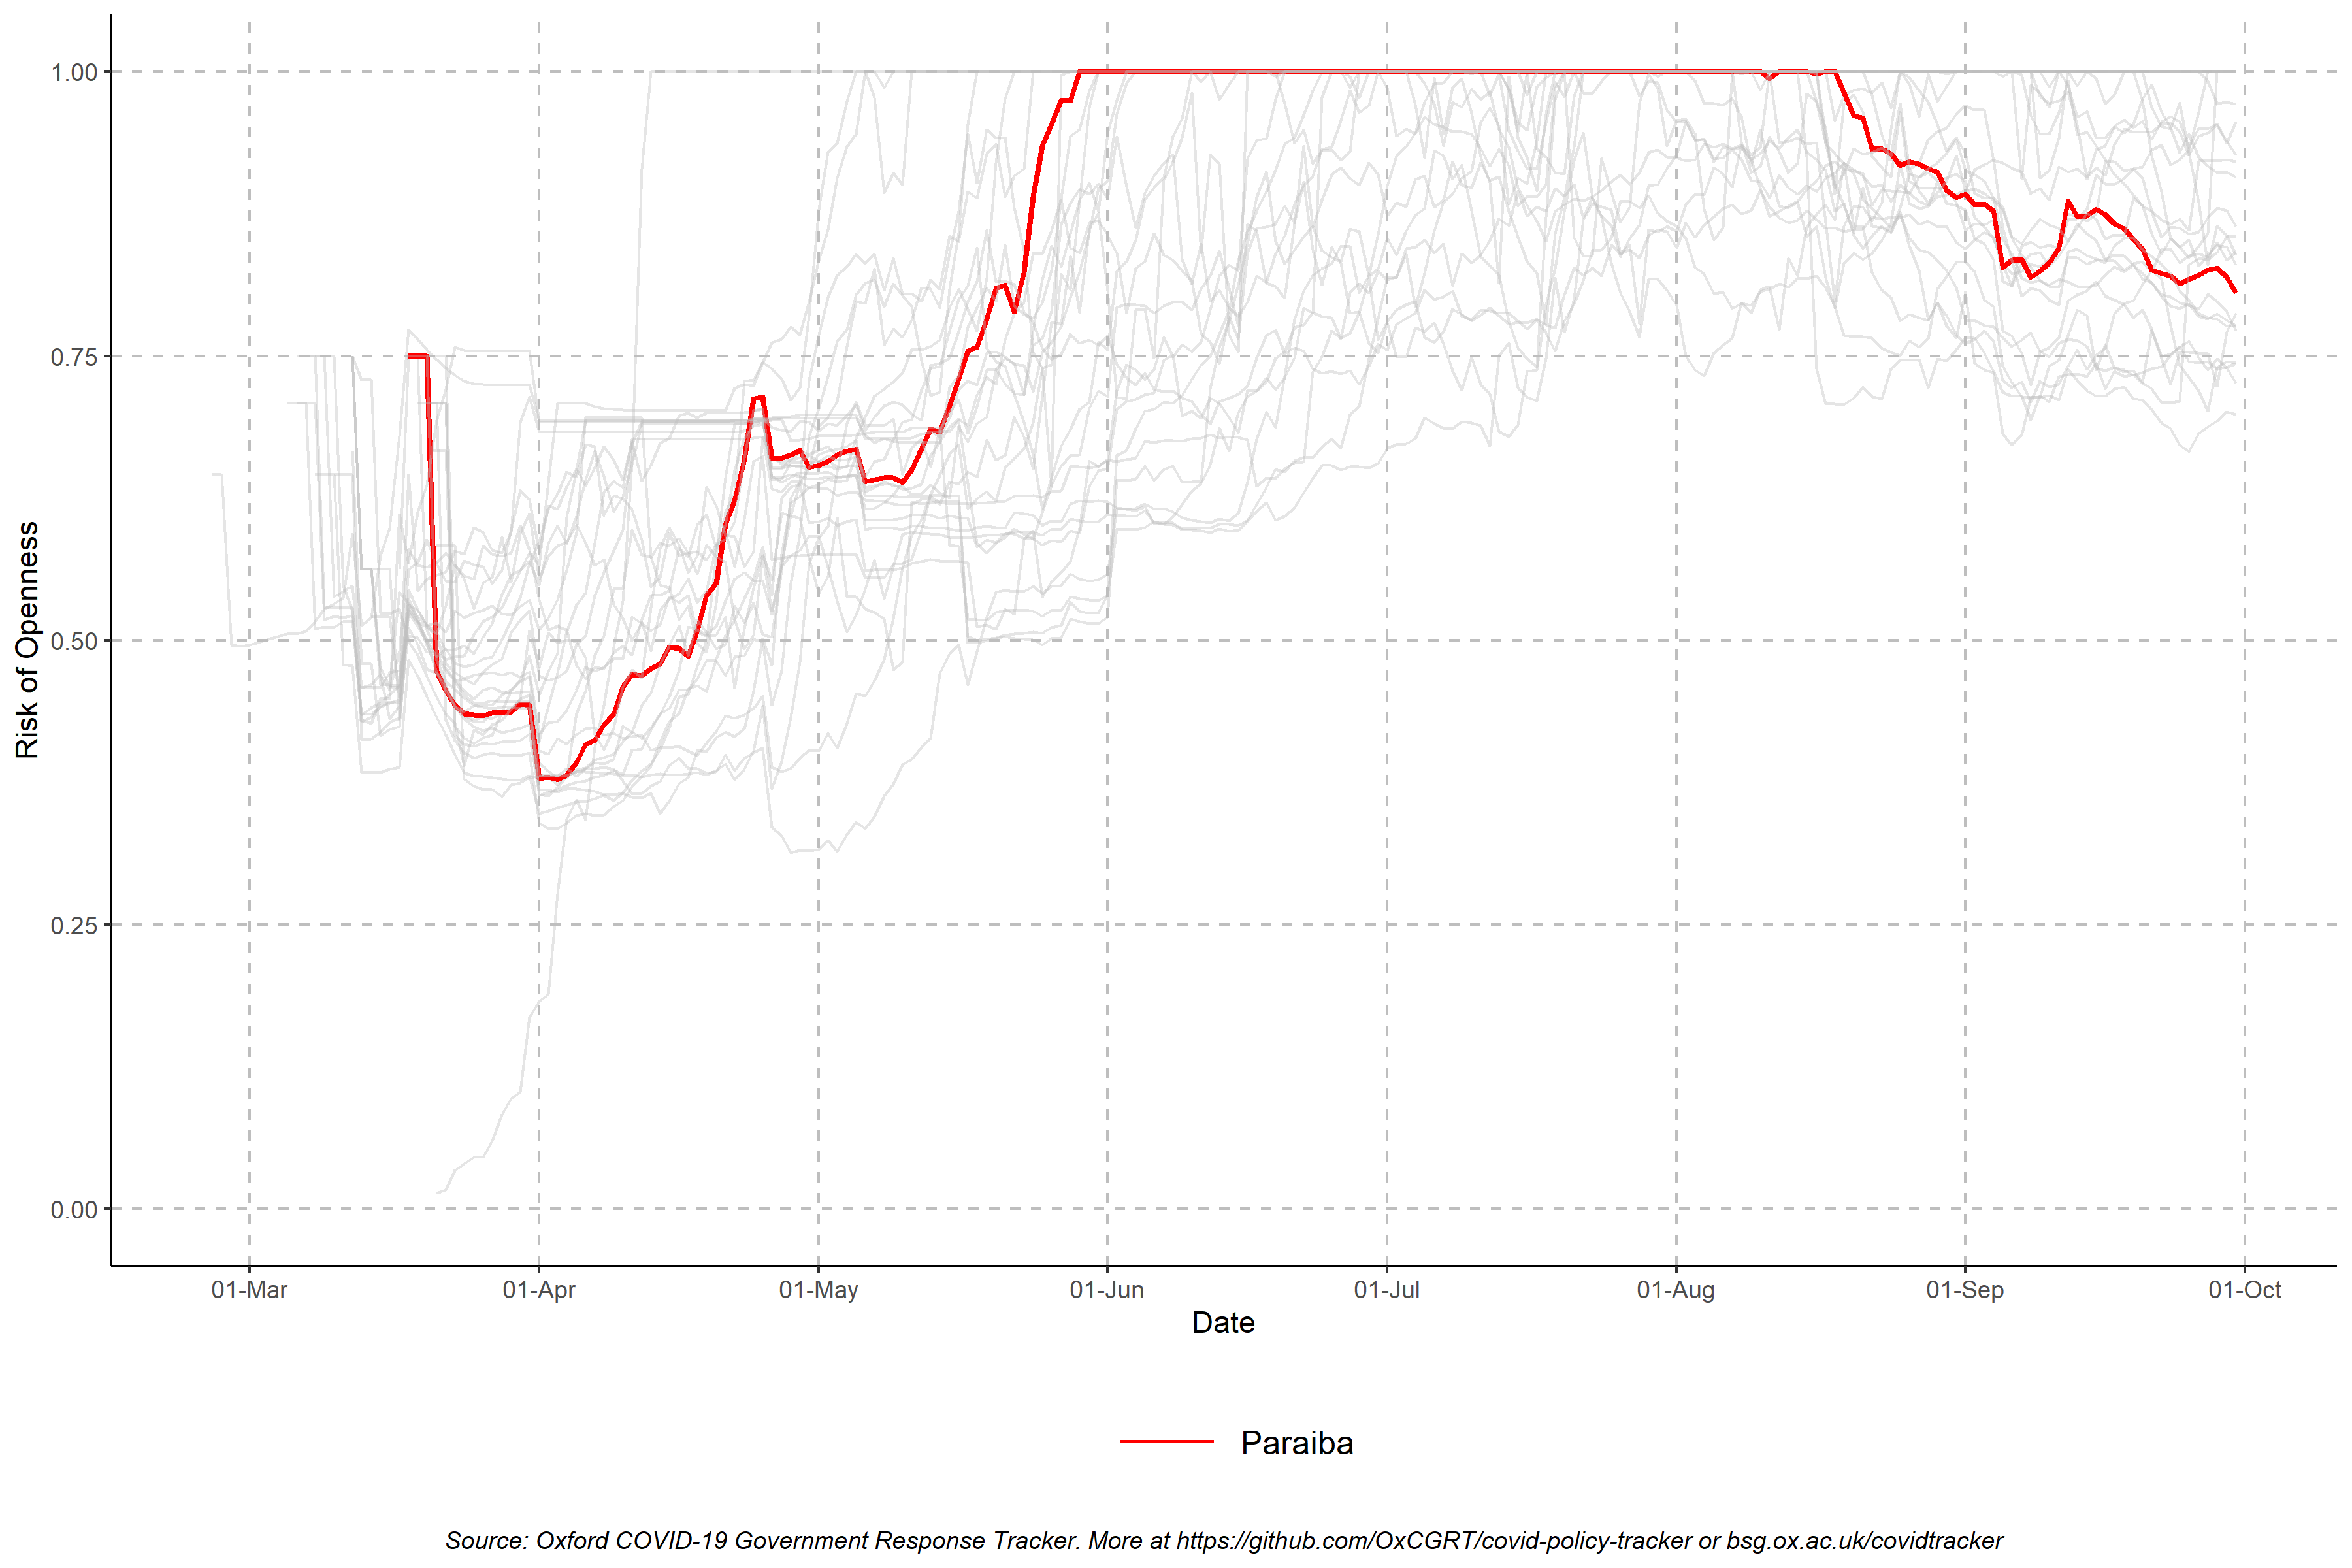 1.00
0.75
0.50
0.25
0.00
Risk of Openness
01-Mar 01-Apr 01-May 01-Jun 01-Jul 01-Aug 01-Sep 01-Oct
Date
Paraiba
Source: Oxford COVID-19 Government Response Tracker. More at https://github.com/OxCGRT/covid-policy-tracker or bsg.ox.ac.uk/covidtracker